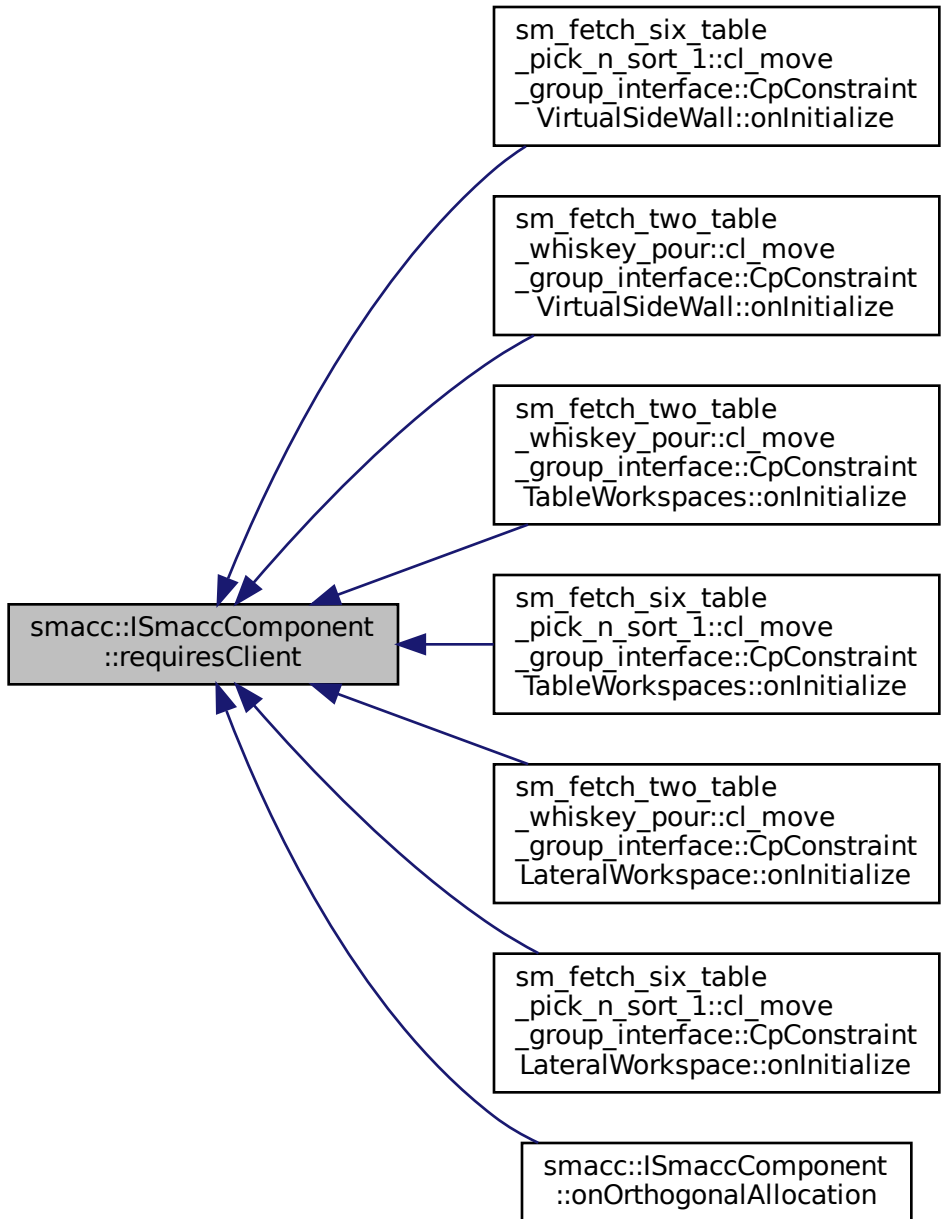 sm_fetch_six_table
_pick_n_sort_1::cl_move
_group_interface::CpConstraint
VirtualSideWall::onInitialize
sm_fetch_two_table
_whiskey_pour::cl_move
_group_interface::CpConstraint
VirtualSideWall::onInitialize
sm_fetch_two_table
_whiskey_pour::cl_move
_group_interface::CpConstraint
TableWorkspaces::onInitialize
smacc::ISmaccComponent
::requiresClient
sm_fetch_six_table
_pick_n_sort_1::cl_move
_group_interface::CpConstraint
TableWorkspaces::onInitialize
sm_fetch_two_table
_whiskey_pour::cl_move
_group_interface::CpConstraint
LateralWorkspace::onInitialize
sm_fetch_six_table
_pick_n_sort_1::cl_move
_group_interface::CpConstraint
LateralWorkspace::onInitialize
smacc::ISmaccComponent
::onOrthogonalAllocation